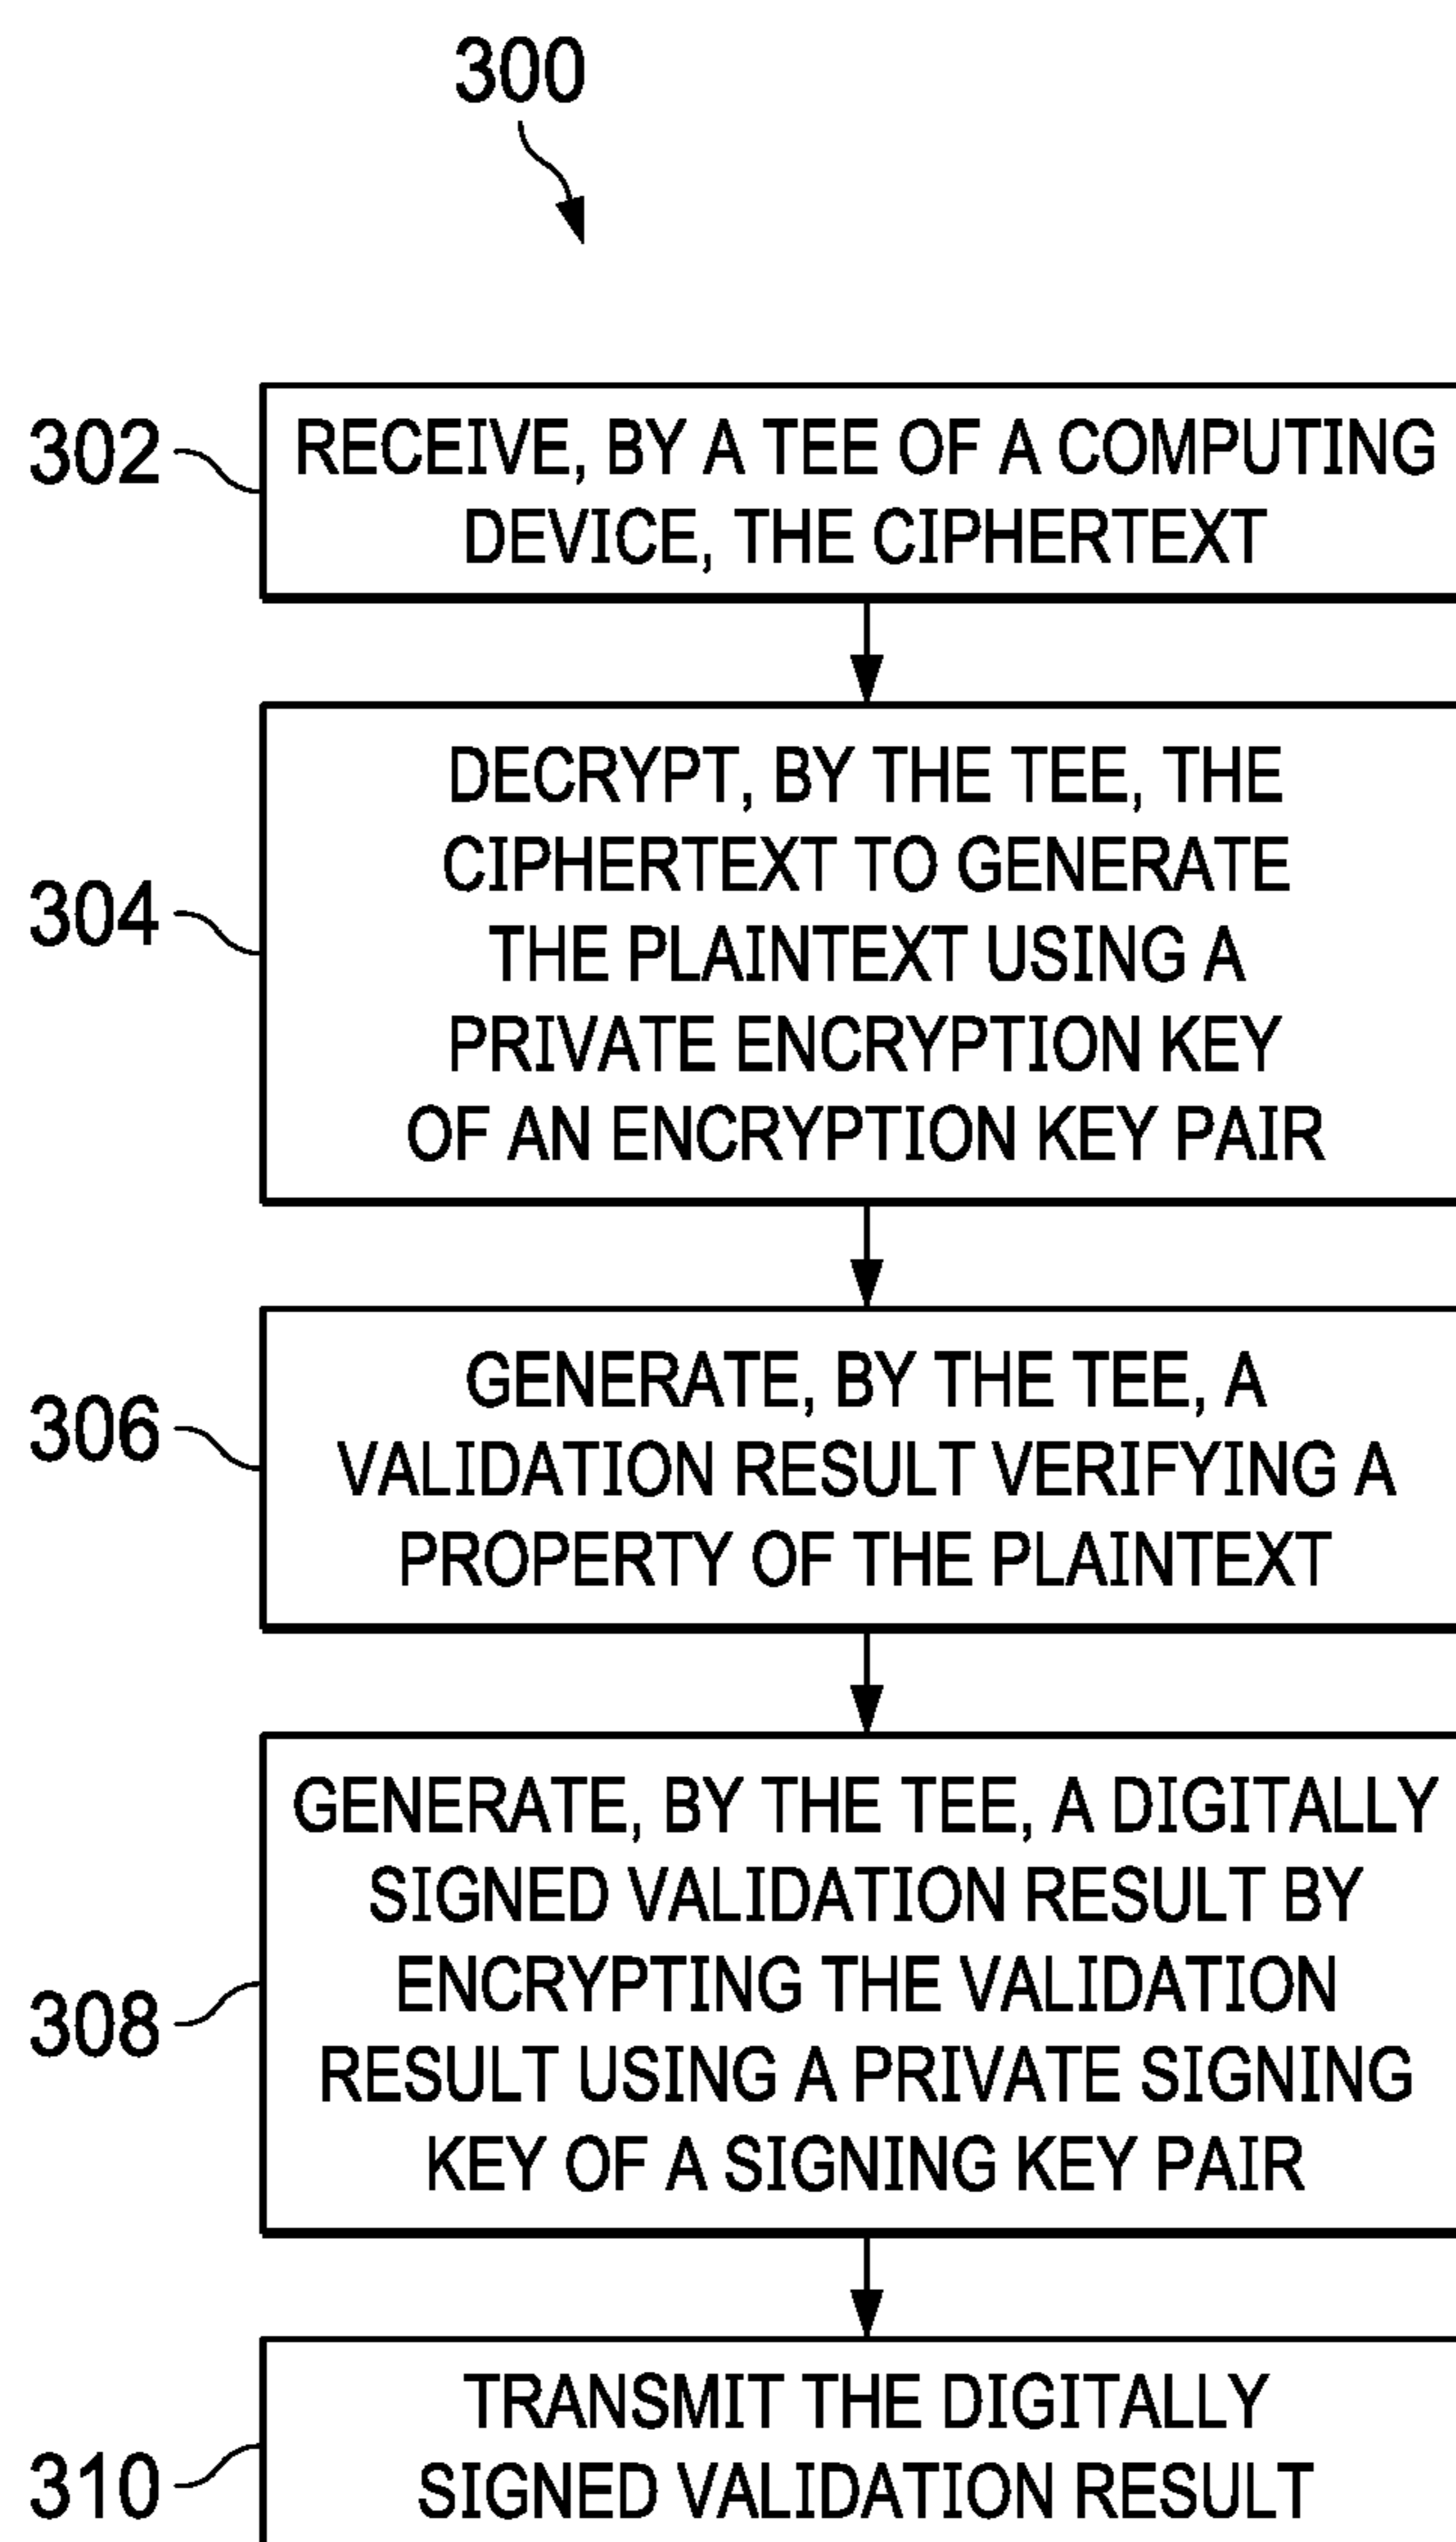 300
302
RECEIVE, BY A TEE OF A COMPUTING
DEVICE, THE CIPHERTEXT
304
DECRYPT, BY THE TEE, THE
CIPHERTEXT TO GENERATE
THE PLAINTEXT USING A
PRIVATE ENCRYPTION KEY
OF AN ENCRYPTION KEY PAIR
306
GENERATE, BY THE TEE, A
VALIDATION RESULT VERIFYING A
PROPERTY OF THE PLAINTEXT
308
GENERATE, BY THE TEE, A DIGITALLY
SIGNED VALIDATION RESULT BY
ENCRYPTING THE VALIDATION
RESULT USING A PRIVATE SIGNING
KEY OF A SIGNING KEY PAIR
310
TRANSMIT THE DIGITALLY
SIGNED VALIDATION RESULT